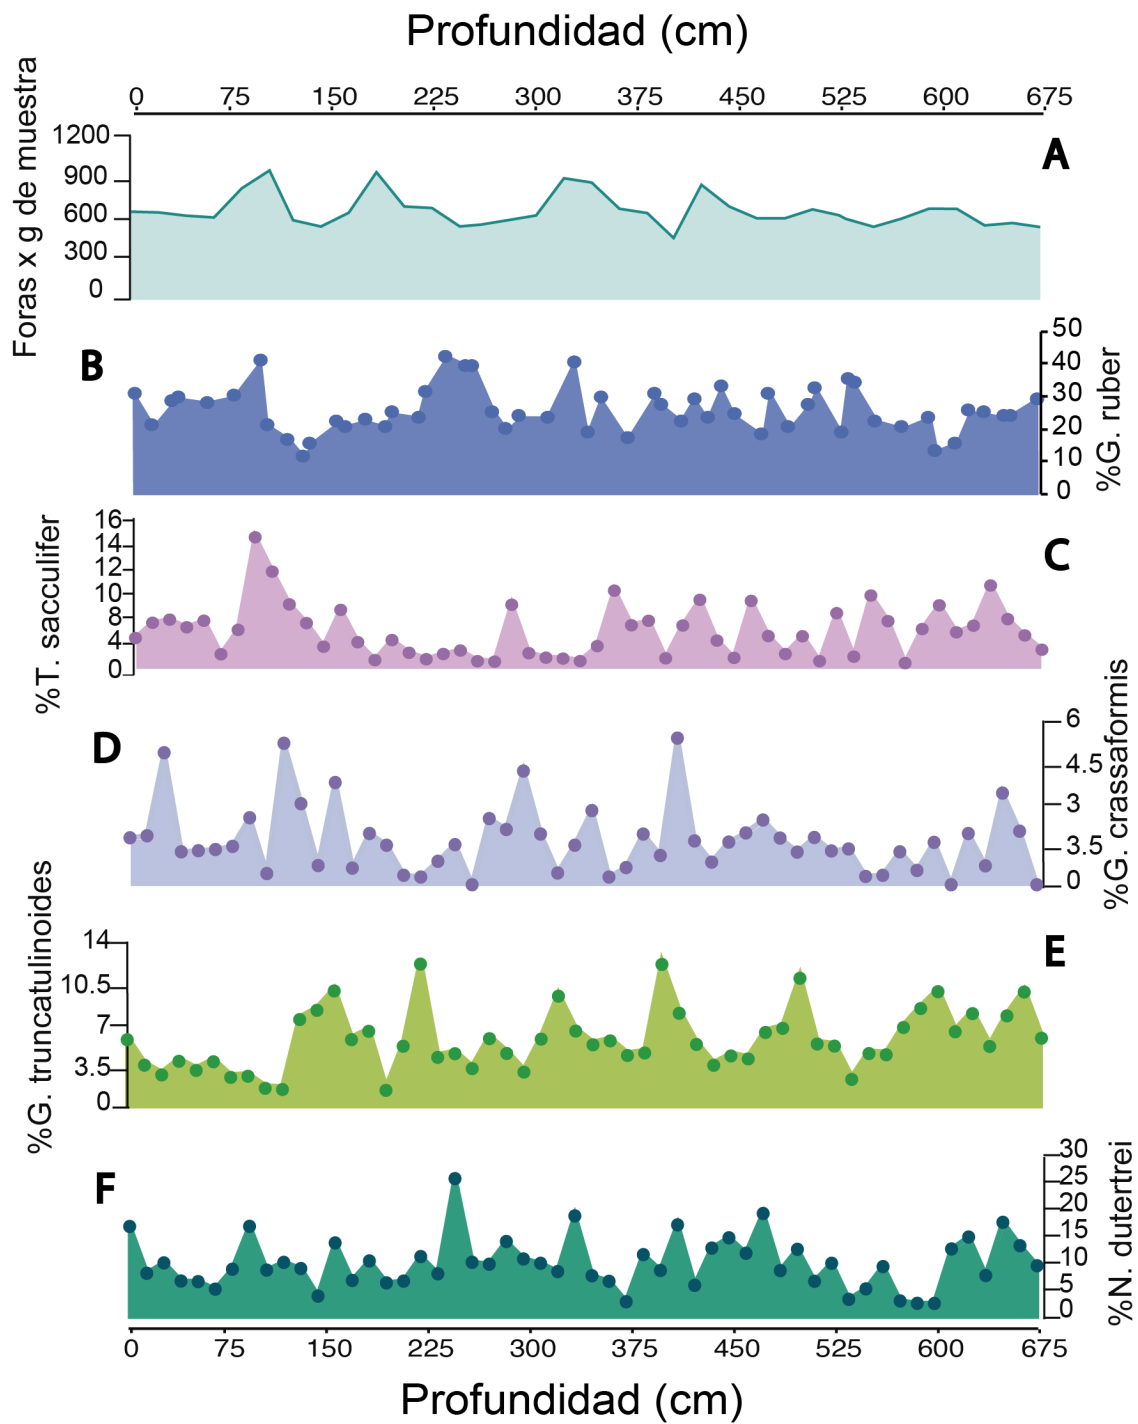 Profundidad (cm)
0 75 150 225 300 375 450 525 600 675
Foras x g de muestra
1200
900
600
300
0
A
B
50
40
30
20
10
0
%G. ruber
%T. sacculifer
16
14
12
10
8
4
0
C
D
6
4.5
3
3.5
0
%G. crassaformis
%G. truncatulinoides
14
10.5
7
3.5
0
E
F
30
25
20
15
10
5
0
%N. dutertrei
0 75 150 225 300 375 450 525 600 675
Profundidad (cm)